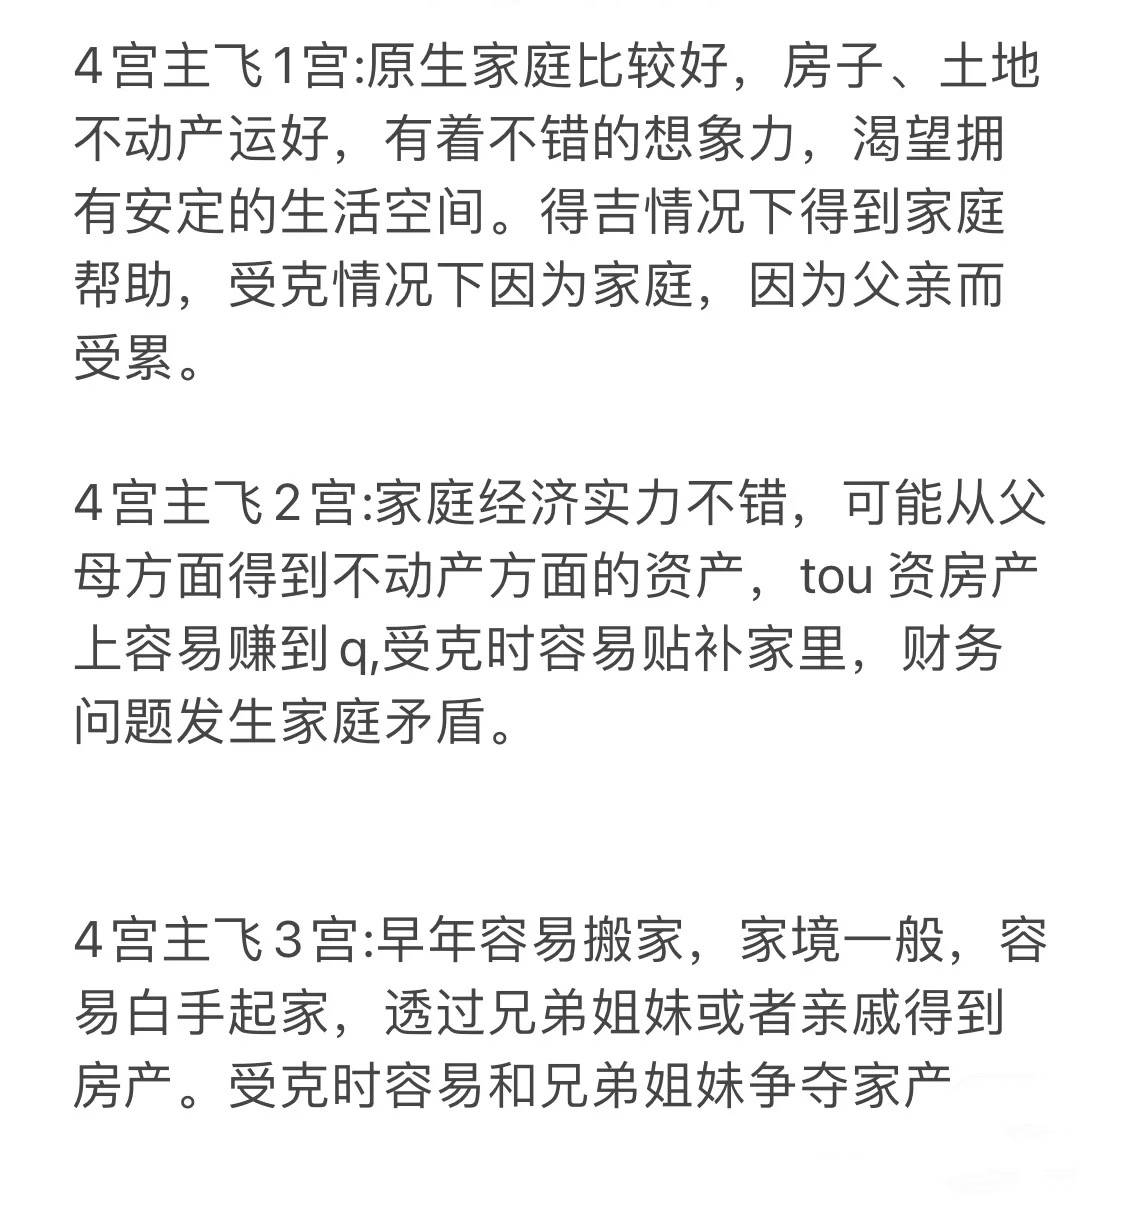 4宫主飞1宫:原生家庭比较好，房子、土地
不动产运好，有着不错的想象力，渴望拥
有安定的生活空间。得吉情况下得到家庭
帮助，受克情况下因为家庭，因为父亲而
受累。
4宫主飞2宫:家庭经济实力不错，可能从父
母方面得到不动产方面的资产，tou 资房产
上容易赚到q,受克时容易贴补家里，财务
问题发生家庭矛盾。
4宫主飞3宫:早年容易搬家，家境一般，容
易白手起家，透过兄弟姐妹或者亲戚得到
房产。受克时容易和兄弟姐妹争夺家产